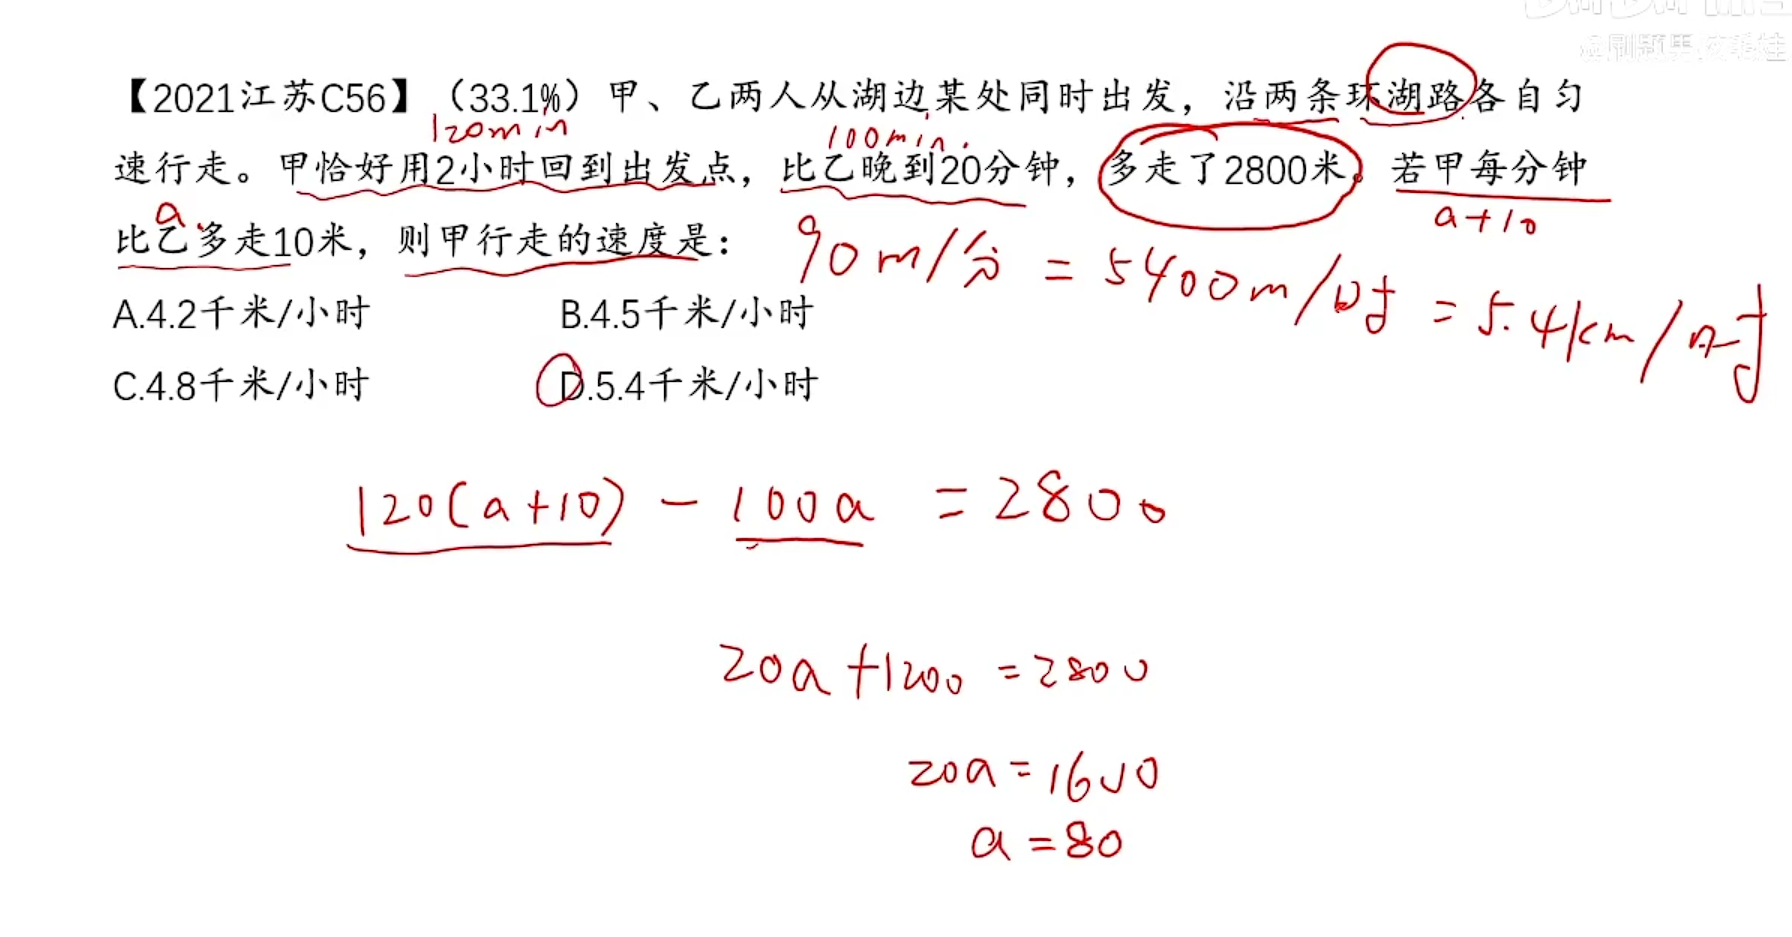 【2021江苏C56】（33.1%）甲、乙两人从湖边某处同时出发，沿两条环湖路各自匀
120min
100min.
速行走。甲恰好用2小时回到出发点，比乙晚到20分钟，多走了2800米。若甲每分钟
a
a+10
比乙多走10米，则甲行走的速度是：
90m/分 = 5400m/时 = 5.4km/时
A.4.2千米/小时 B.4.5千米/小时
C.4.8千米/小时 D.5.4千米/小时
120(a+10) - 100a = 2800
20a+1200 = 2800
20a=1600
a=80